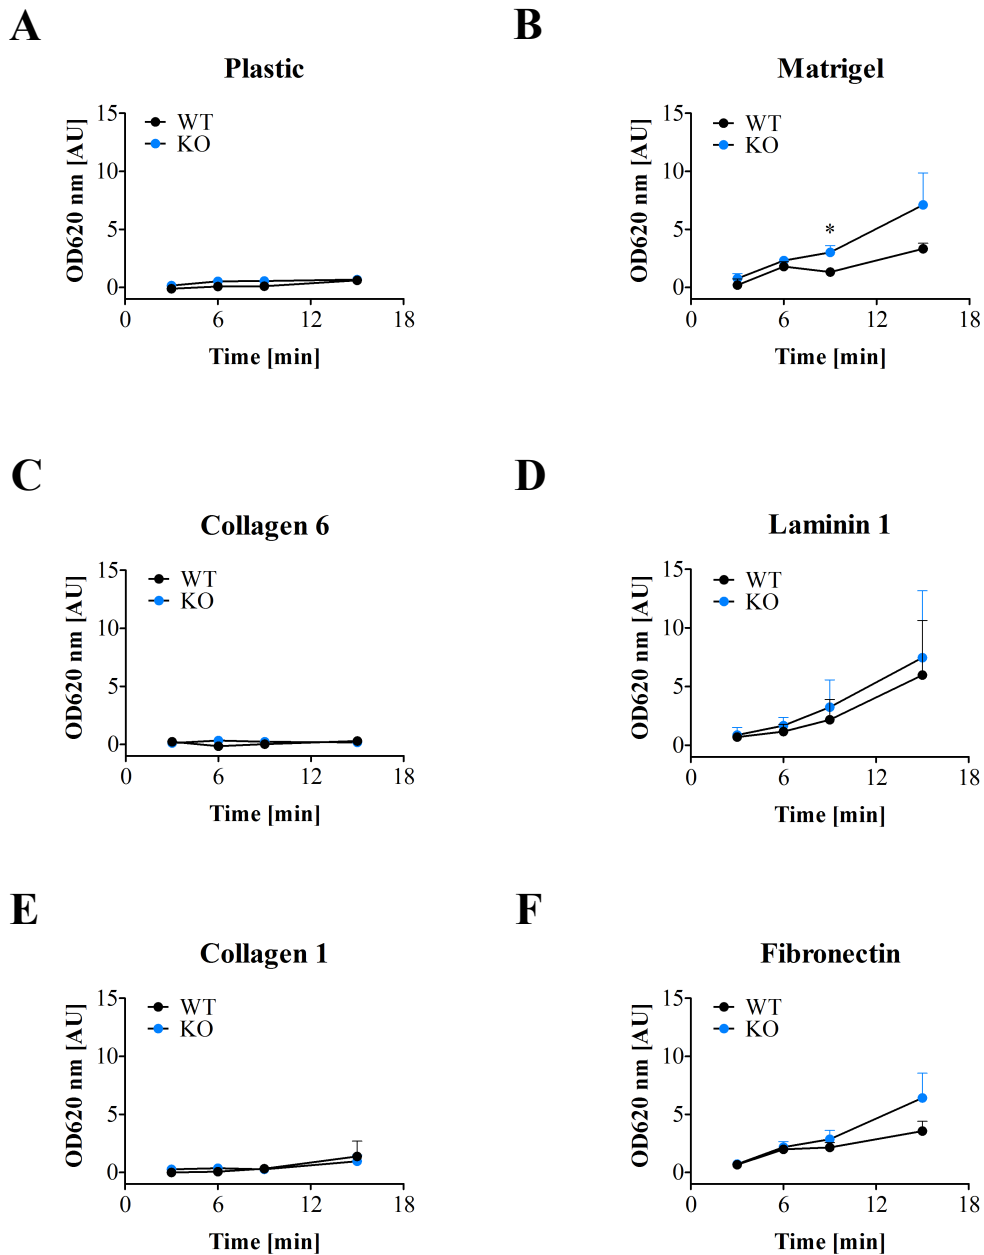 A
Plastic
OD620 nm [AU]
15
10
5
0
WT
KO
0 6 12 18
Time [min]
B
Matrigel
OD620 nm [AU]
15
10
5
0
WT
KO
*
0 6 12 18
Time [min]
C
Collagen 6
OD620 nm [AU]
15
10
5
0
WT
KO
0 6 12 18
Time [min]
D
Laminin 1
OD620 nm [AU]
15
10
5
0
WT
KO
0 6 12 18
Time [min]
E
Collagen 1
OD620 nm [AU]
15
10
5
0
WT
KO
0 6 12 18
Time [min]
F
Fibronectin
OD620 nm [AU]
15
10
5
0
WT
KO
0 6 12 18
Time [min]